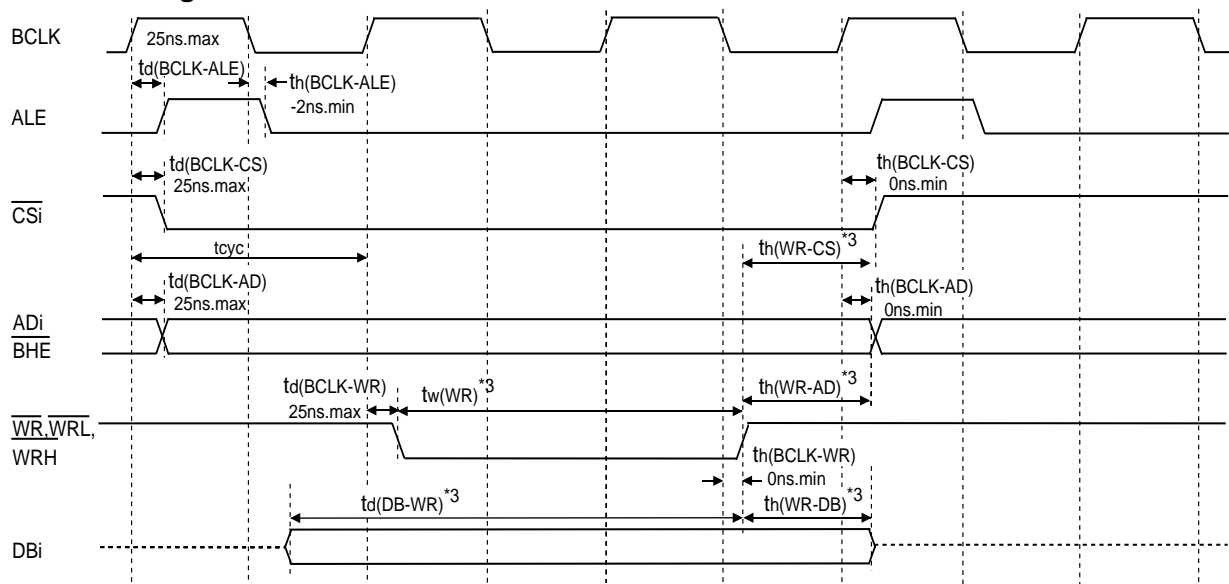 BCLK
25ns.max
td(BCLK-ALE)
th(BCLK-ALE)
-2ns.min
ALE
td(BCLK-CS)
25ns.max
th(BCLK-CS)
0ns.min
CSi
tcyc
th(WR-CS)*3
td(BCLK-AD)
25ns.max
th(BCLK-AD)
0ns.min
ADi
BHE
td(BCLK-WR)
25ns.max
tw(WR)*3
th(WR-AD)*3
WR,WRL,
WRH
th(BCLK-WR)
0ns.min
td(DB-WR)*3
th(WR-DB)*3
DBi